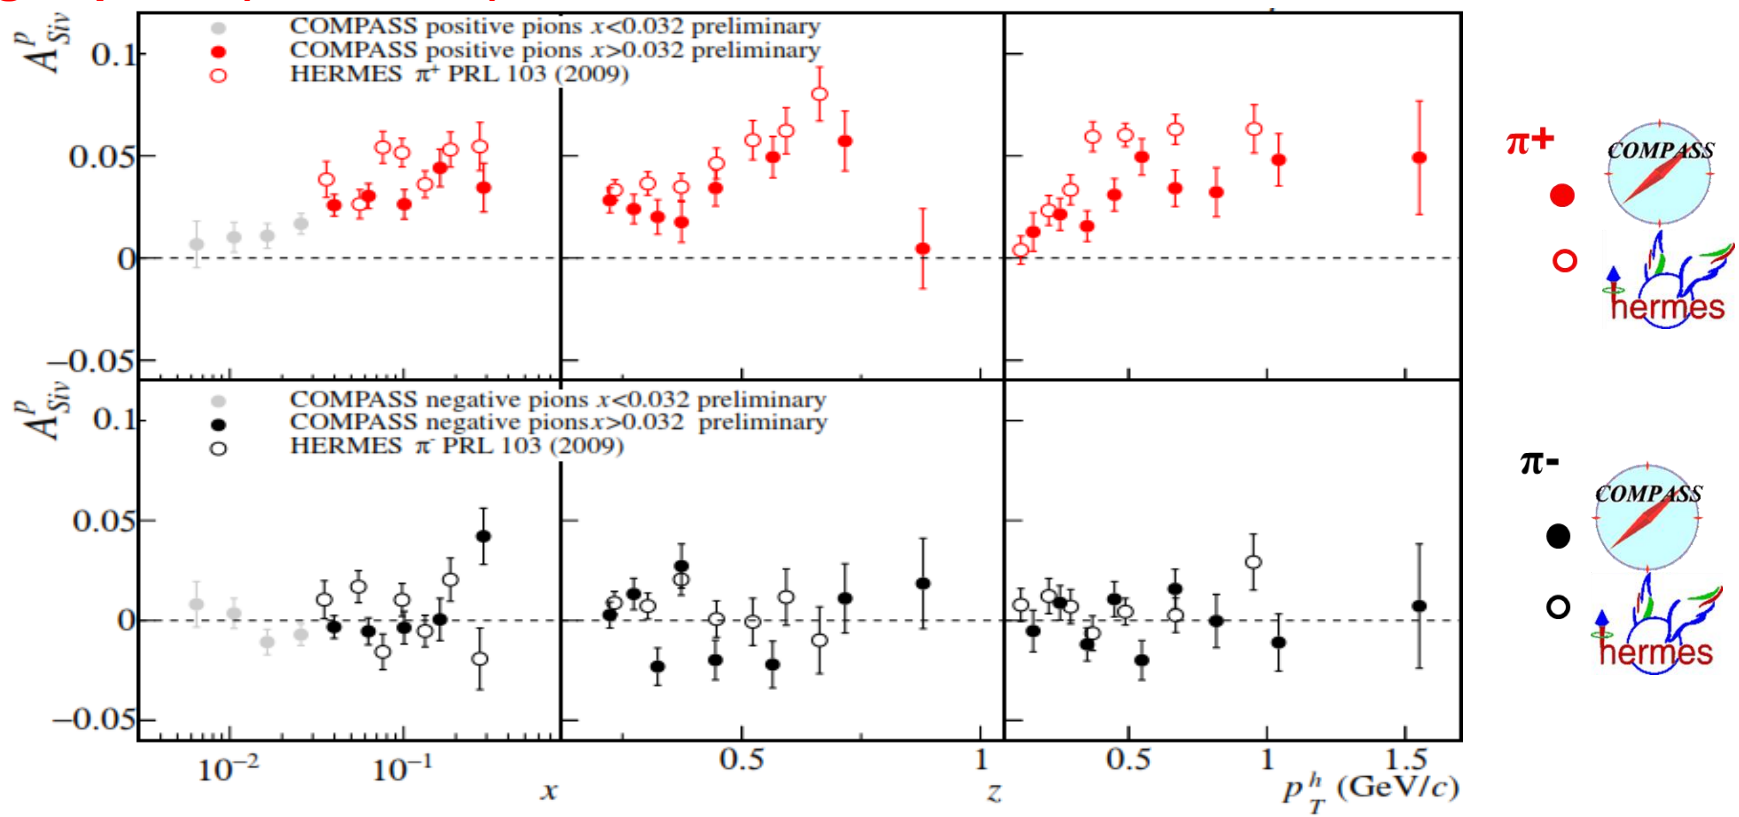 COMPASS positive pions x<0.032 preliminary
COMPASS positive pions x>0.032 preliminary
HERMES π⁺ PRL 103 (2009)
A^p_Siv
0.1
0.05
0
−0.05
π+
COMPASS
hermes
COMPASS negative pions x<0.032 preliminary
COMPASS negative pions x>0.032 preliminary
HERMES π⁻ PRL 103 (2009)
A^p_Siv
0.1
0.05
0
−0.05
π-
COMPASS
hermes
10⁻² 10⁻¹ 0.5 1 0.5 1 1.5
x z p_T^h (GeV/c)